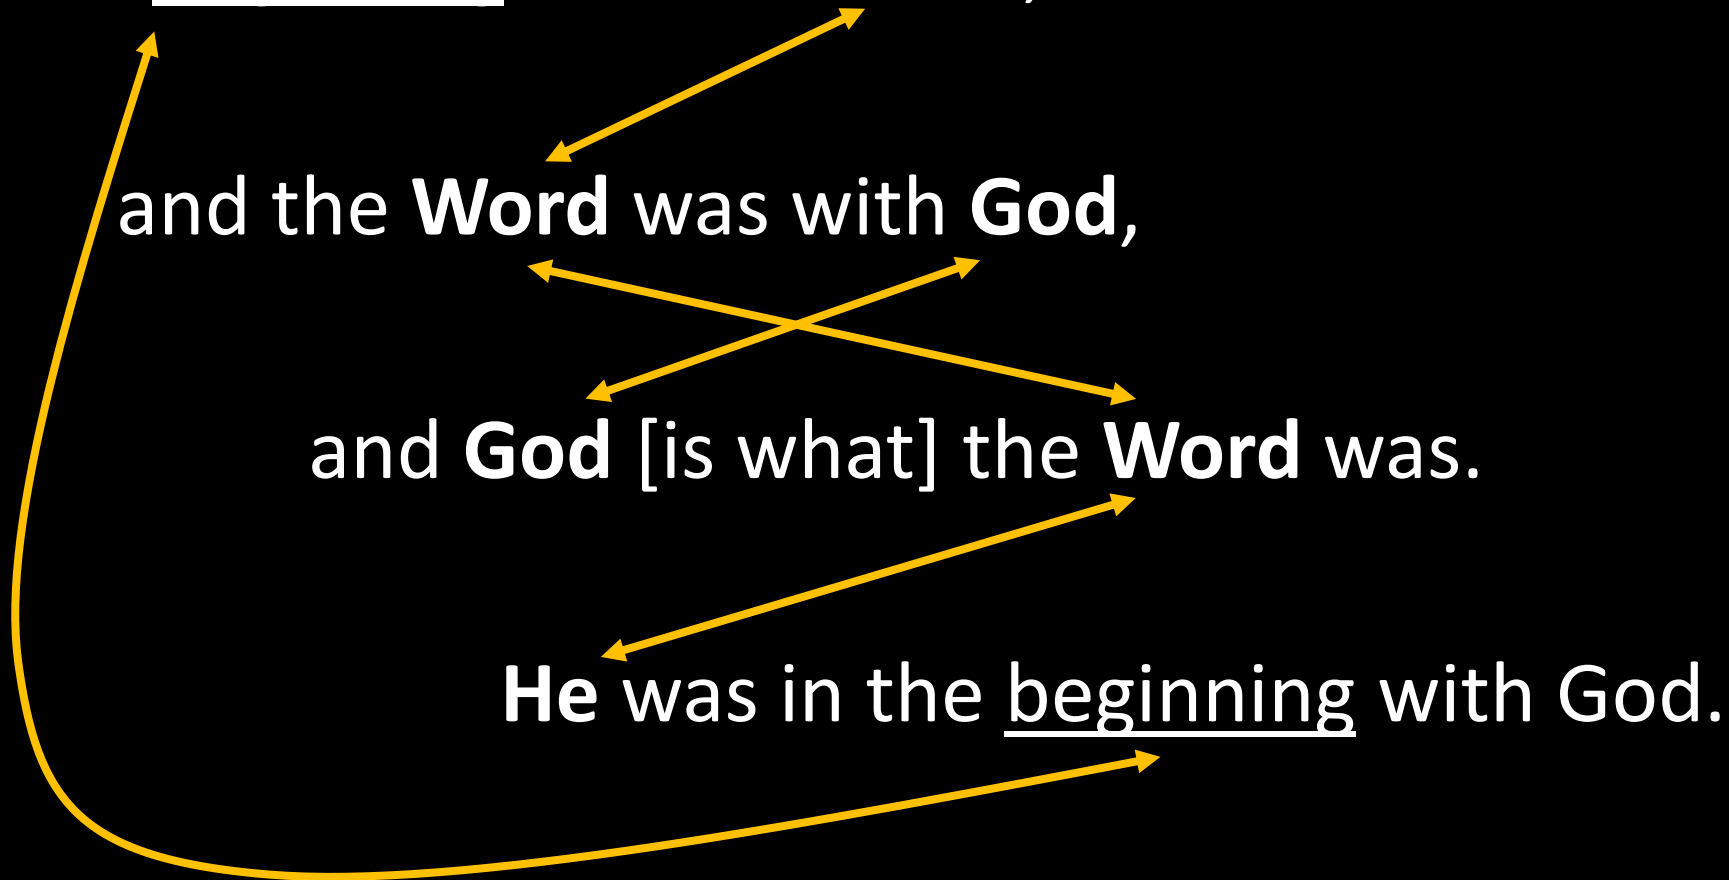 and the Word was with God,
and God [is what] the Word was.
He was in the beginning with God.